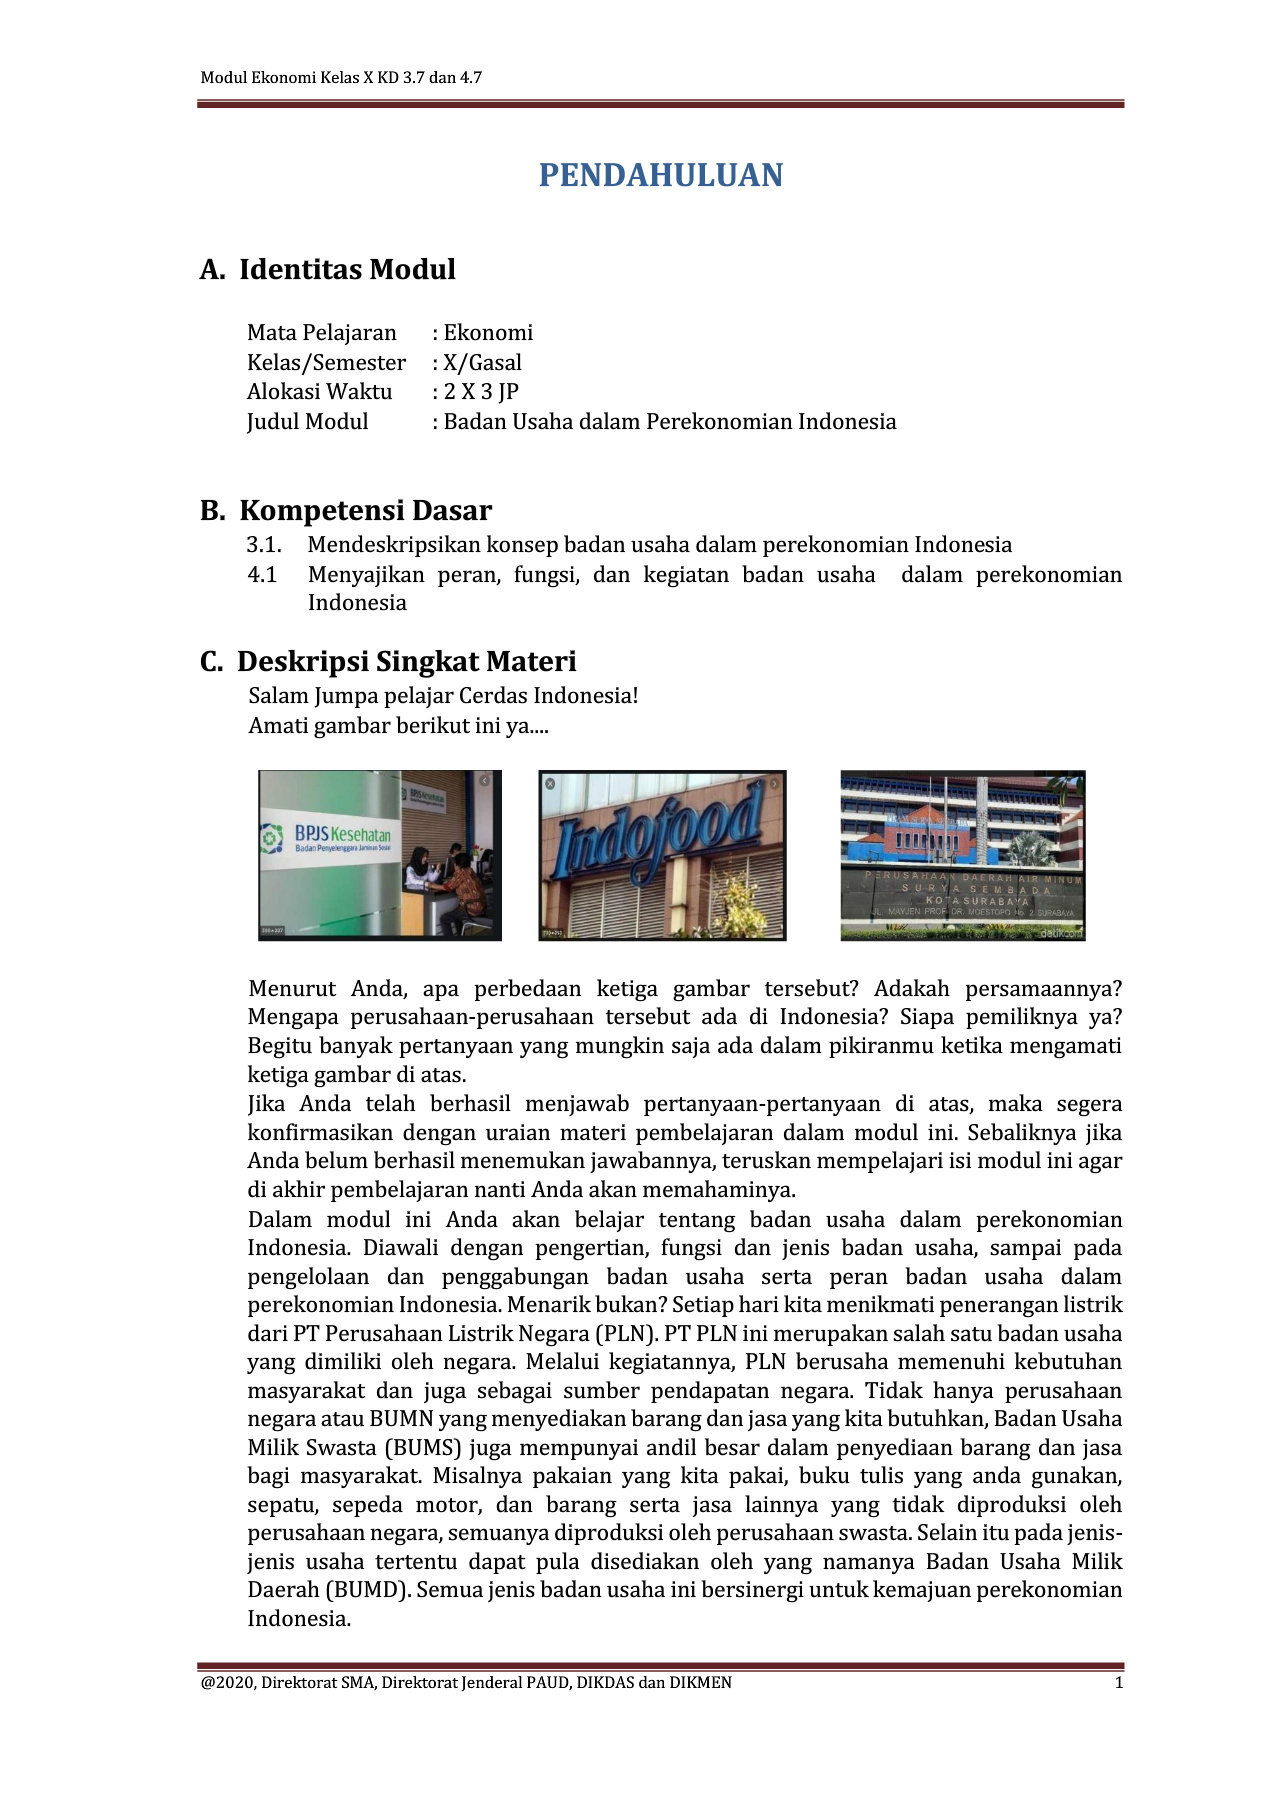 Modul Ekonomi Kelas X KD 3.7 dan 4.7
PENDAHULUAN
A. Identitas Modul
Mata Pelajaran : Ekonomi
Kelas/Semester : X/Gasal
Alokasi Waktu : 2 X 3 JP
Judul Modul : Badan Usaha dalam Perekonomian Indonesia
B. Kompetensi Dasar
3.1. Mendeskripsikan konsep badan usaha dalam perekonomian Indonesia
4.1 Menyajikan peran, fungsi, dan kegiatan badan usaha dalam perekonomian
Indonesia
C. Deskripsi Singkat Materi
Salam Jumpa pelajar Cerdas Indonesia!
Amati gambar berikut ini ya....
BPJS Kesehatan
BPJS Kesehatan
Badan Penyelenggara Jaminan Sosial
Indofood
PERUSAHAAN DAERAH AIR MINUM
SURYA SEMBADA
KOTA SURABAYA
JL. MAYJEN PROF. DR. MOESTOPO No. 2 SURABAYA
detikcom
Menurut Anda, apa perbedaan ketiga gambar tersebut? Adakah persamaannya?
Mengapa perusahaan-perusahaan tersebut ada di Indonesia? Siapa pemiliknya ya?
Begitu banyak pertanyaan yang mungkin saja ada dalam pikiranmu ketika mengamati
ketiga gambar di atas.
Jika Anda telah berhasil menjawab pertanyaan-pertanyaan di atas, maka segera
konfirmasikan dengan uraian materi pembelajaran dalam modul ini. Sebaliknya jika
Anda belum berhasil menemukan jawabannya, teruskan mempelajari isi modul ini agar
di akhir pembelajaran nanti Anda akan memahaminya.
Dalam modul ini Anda akan belajar tentang badan usaha dalam perekonomian
Indonesia. Diawali dengan pengertian, fungsi dan jenis badan usaha, sampai pada
pengelolaan dan penggabungan badan usaha serta peran badan usaha dalam
perekonomian Indonesia. Menarik bukan? Setiap hari kita menikmati penerangan listrik
dari PT Perusahaan Listrik Negara (PLN). PT PLN ini merupakan salah satu badan usaha
yang dimiliki oleh negara. Melalui kegiatannya, PLN berusaha memenuhi kebutuhan
masyarakat dan juga sebagai sumber pendapatan negara. Tidak hanya perusahaan
negara atau BUMN yang menyediakan barang dan jasa yang kita butuhkan, Badan Usaha
Milik Swasta (BUMS) juga mempunyai andil besar dalam penyediaan barang dan jasa
bagi masyarakat. Misalnya pakaian yang kita pakai, buku tulis yang anda gunakan,
sepatu, sepeda motor, dan barang serta jasa lainnya yang tidak diproduksi oleh
perusahaan negara, semuanya diproduksi oleh perusahaan swasta. Selain itu pada jenis-
jenis usaha tertentu dapat pula disediakan oleh yang namanya Badan Usaha Milik
Daerah (BUMD). Semua jenis badan usaha ini bersinergi untuk kemajuan perekonomian
Indonesia.
@2020, Direktorat SMA, Direktorat Jenderal PAUD, DIKDAS dan DIKMEN 1